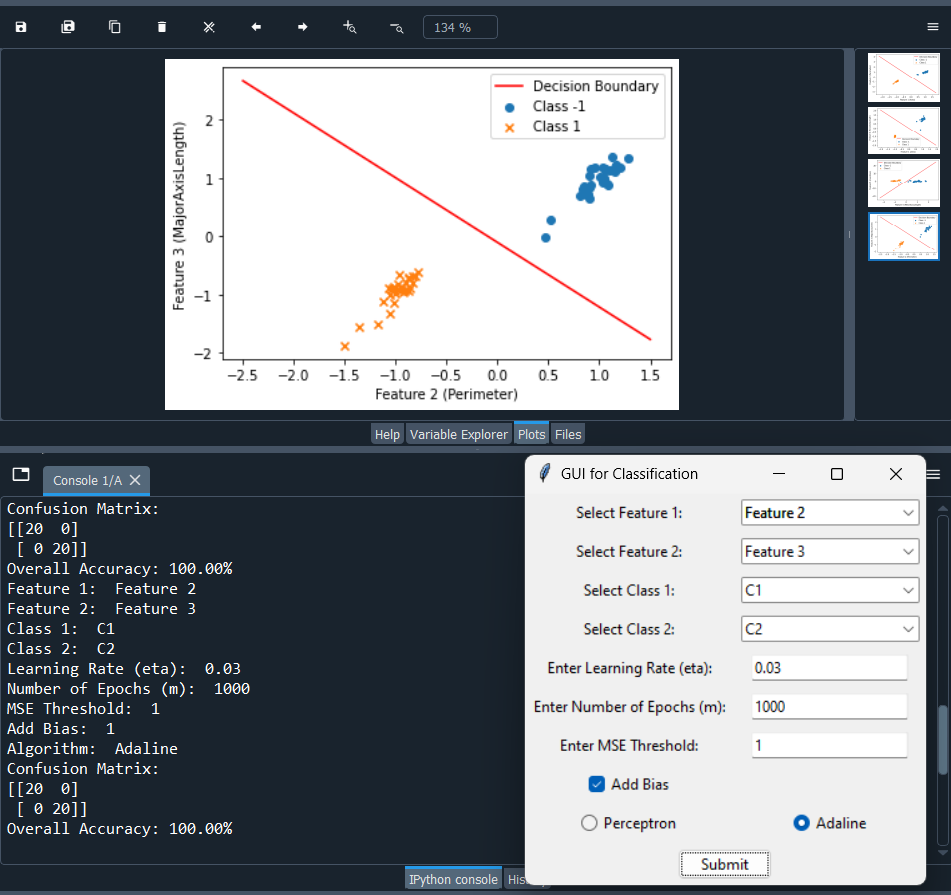 134 %
Decision Boundary
Class -1
Class 1
Feature 3 (MajorAxisLength)
2
1
0
−1
−2
−2.5 −2.0 −1.5 −1.0 −0.5 0.0 0.5 1.0 1.5
Feature 2 (Perimeter)
Help Variable Explorer Plots Files
Console 1/A
Confusion Matrix:
[[20  0]
 [ 0 20]]
Overall Accuracy: 100.00%
Feature 1:  Feature 2
Feature 2:  Feature 3
Class 1:  C1
Class 2:  C2
Learning Rate (eta):  0.03
Number of Epochs (m):  1000
MSE Threshold:  1
Add Bias:  1
Algorithm:  Adaline
Confusion Matrix:
[[20  0]
 [ 0 20]]
Overall Accuracy: 100.00%
IPython console
GUI for Classification
Select Feature 1: Feature 2
Select Feature 2: Feature 3
Select Class 1: C1
Select Class 2: C2
Enter Learning Rate (eta): 0.03
Enter Number of Epochs (m): 1000
Enter MSE Threshold: 1
Add Bias
Perceptron Adaline
Submit